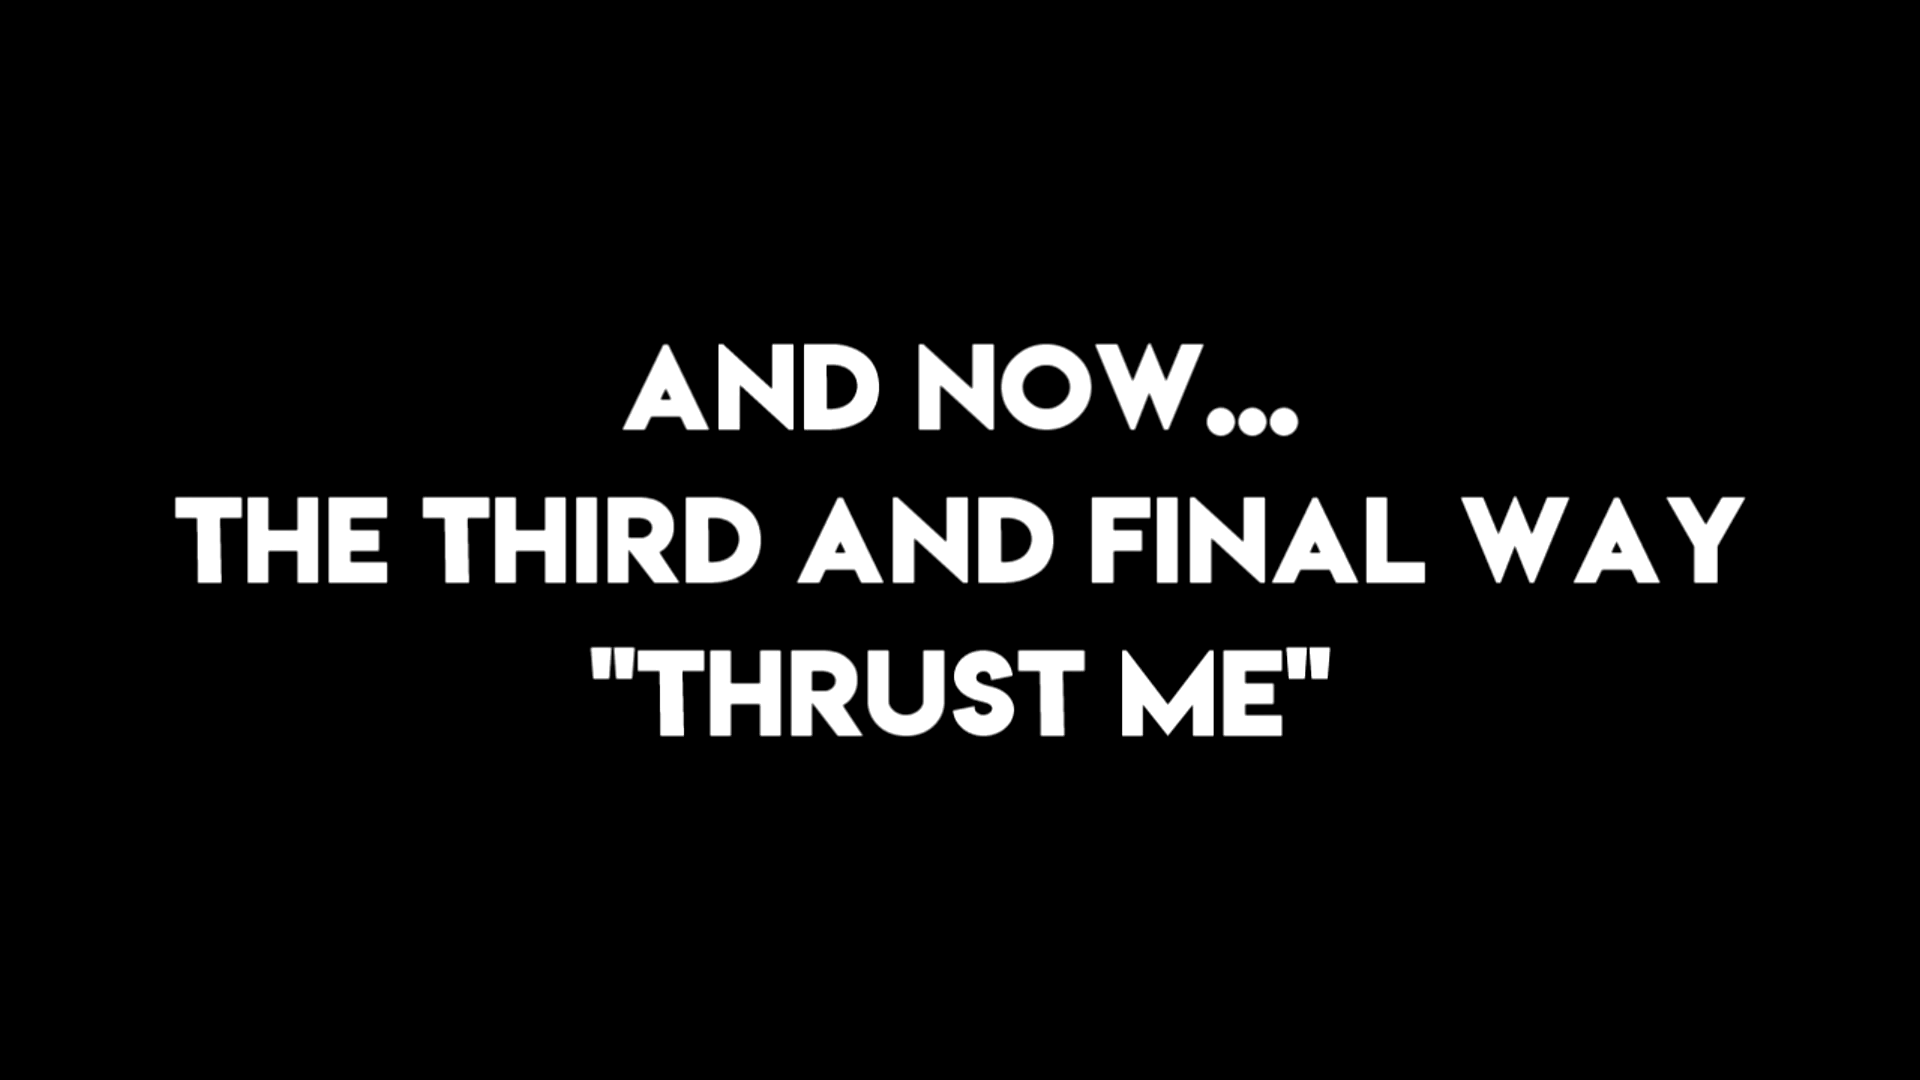 AND NOW...
THE THIRD AND FINAL WAY
"THRUST ME"